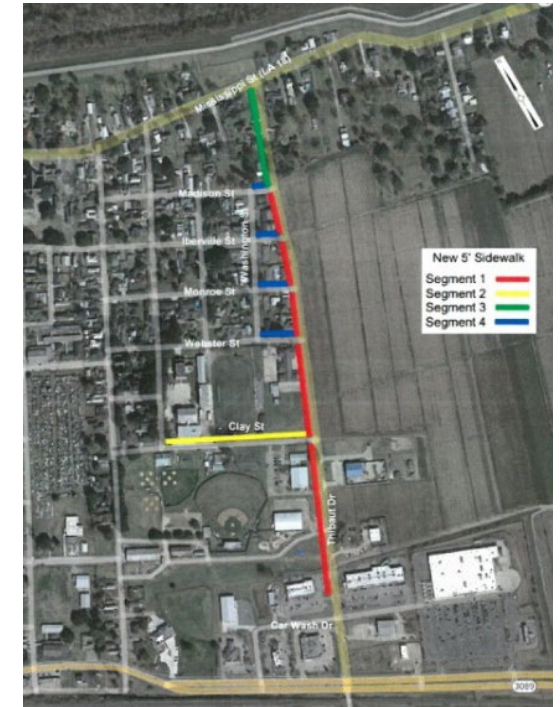 Mississippi St (LA 18)
Madison St
Washington St
Iberville St
Monroe St
Webster St
Clay St
Thibaut Dr
Car Wash Dr
New 5' Sidewalk
Segment 1
Segment 2
Segment 3
Segment 4
3089